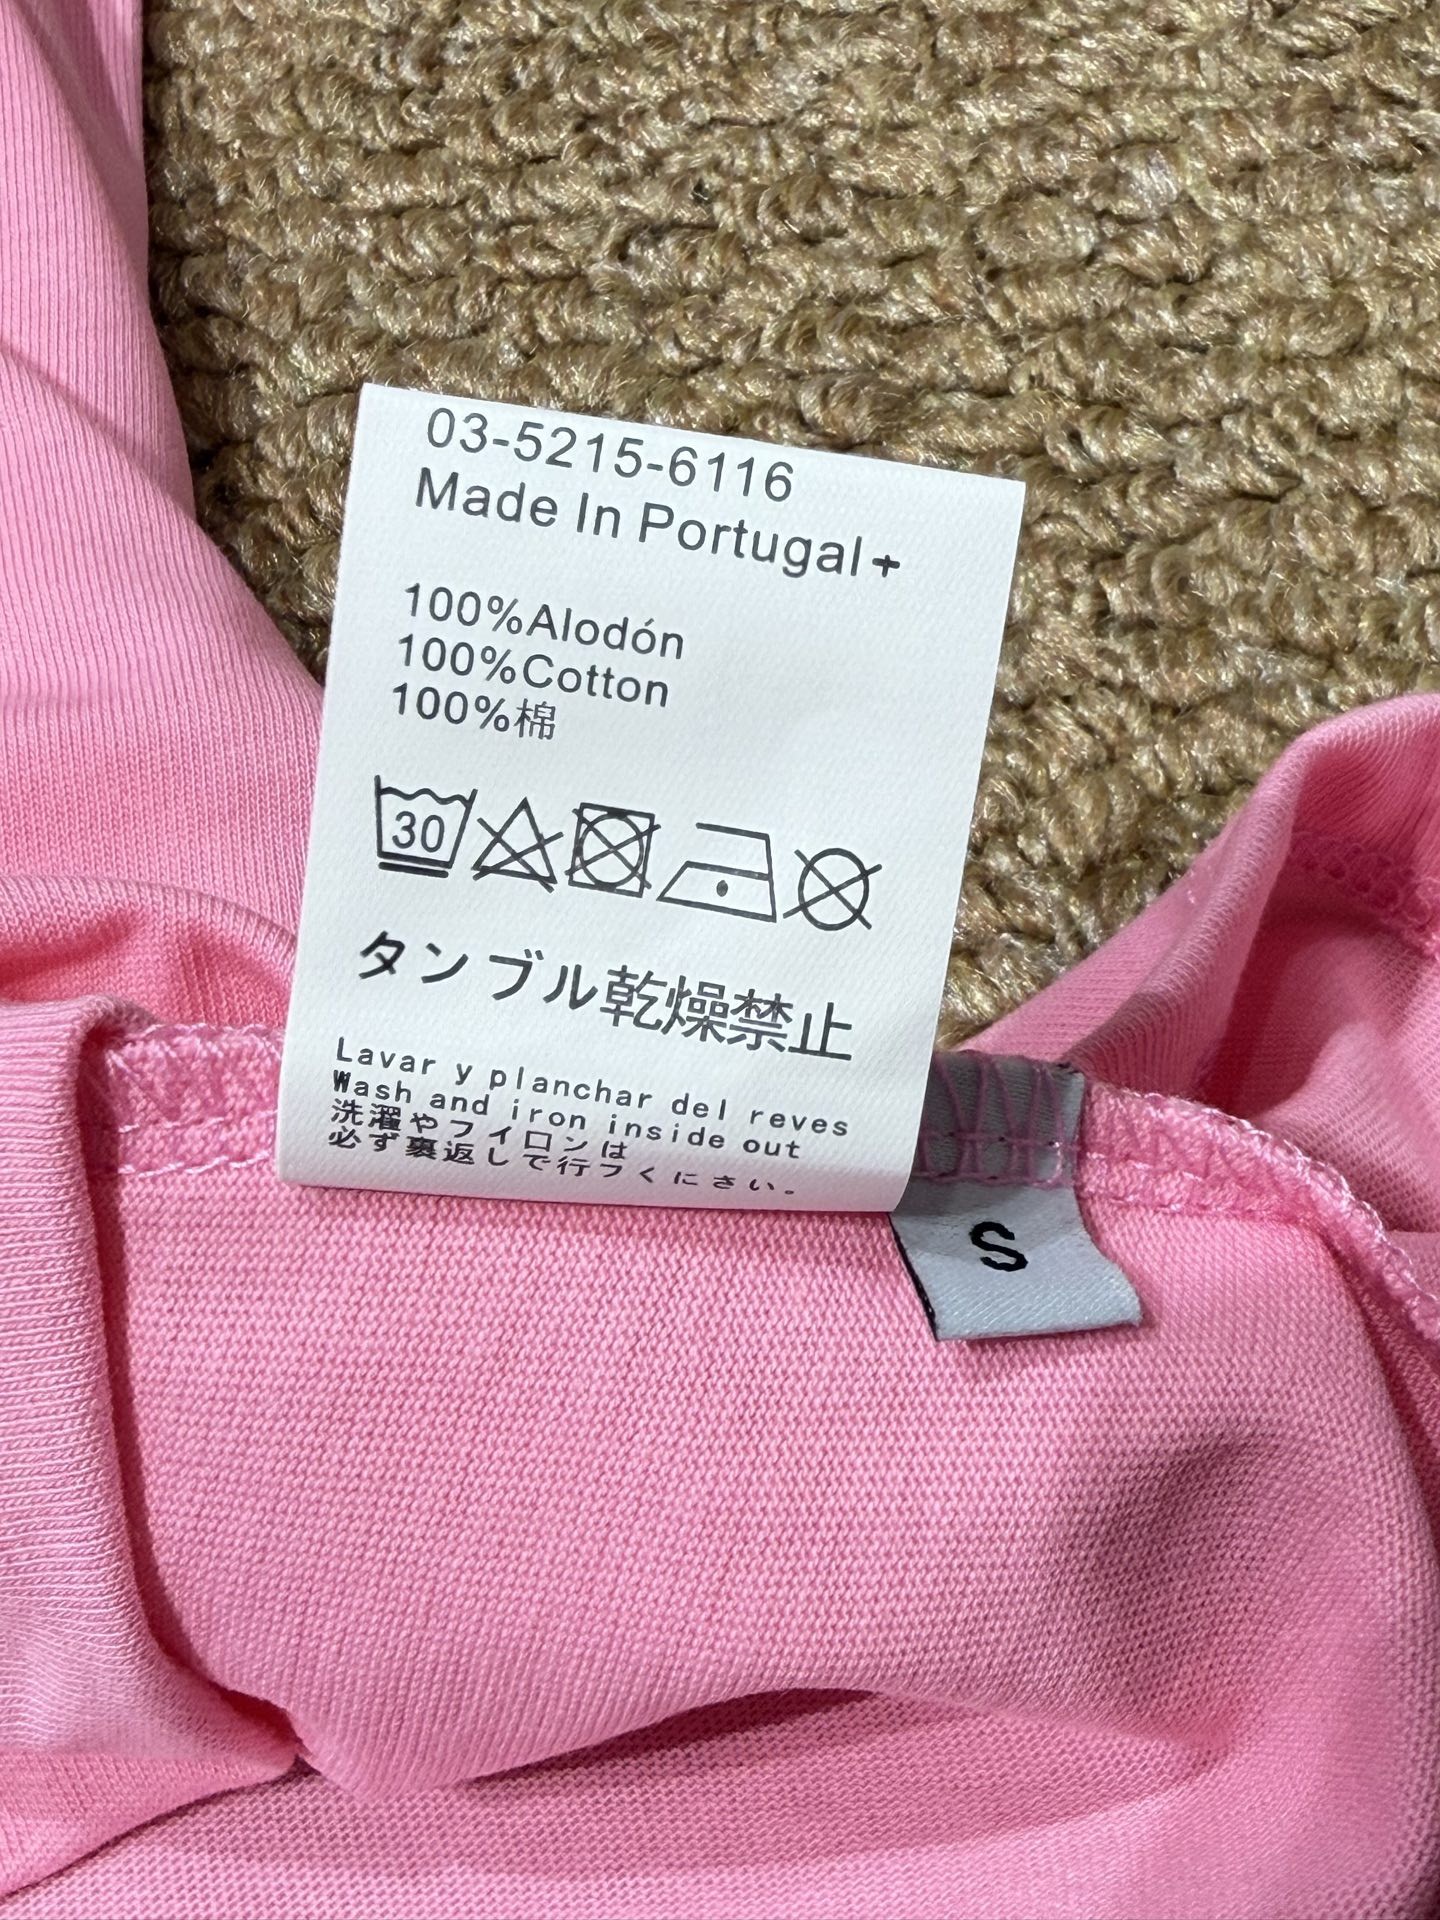 03-5215-6116
Made In Portugal+
100%Alodón
100%Cotton
100%棉
30
タンブル乾燥禁止
Lavar y planchar del reves
Wash and iron inside out
洗濯やフイロンは
必ず裏返しで行フくにさい。
S